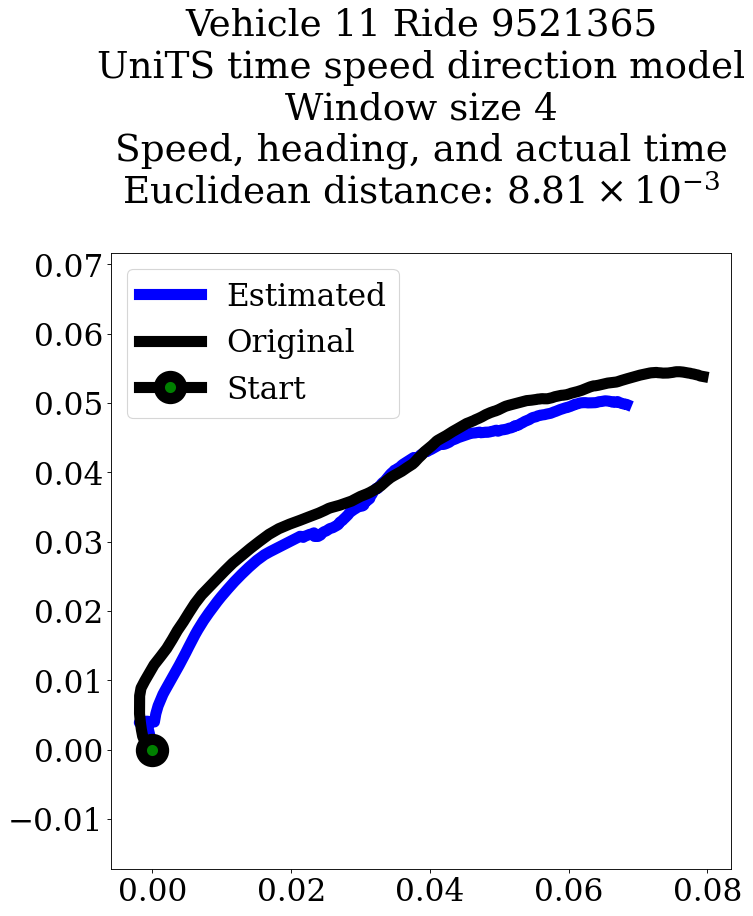 Vehicle 11 Ride 9521365
UniTS time speed direction model
Window size 4
Speed, heading, and actual time
Euclidean distance: 8.81 × 10⁻³
0.07
0.06
0.05
0.04
0.03
0.02
0.01
0.00
−0.01
Estimated
Original
Start
0.00 0.02 0.04 0.06 0.08